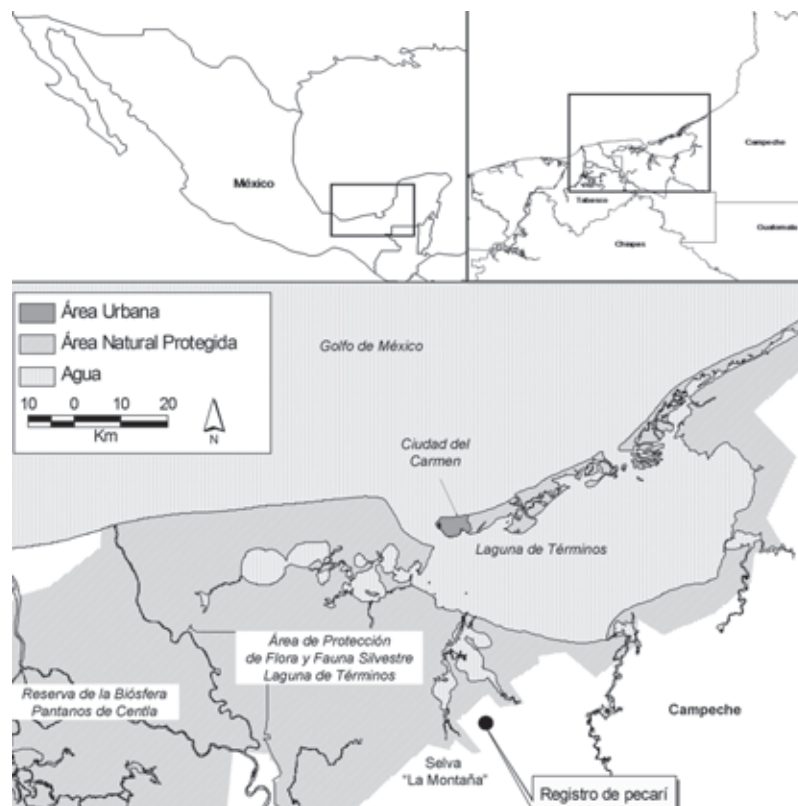 México
Campeche
Tabasco
Chiapas
Guatemala
Área Urbana
Área Natural Protegida
Agua
10 0 10 20
Km
N
Golfo de México
Ciudad del
Carmen
Laguna de Términos
Área de Protección
de Flora y Fauna Silvestre
Laguna de Términos
Reserva de la Biósfera
Pantanos de Centla
Campeche
Selva
“La Montaña”
Registro de pecarí